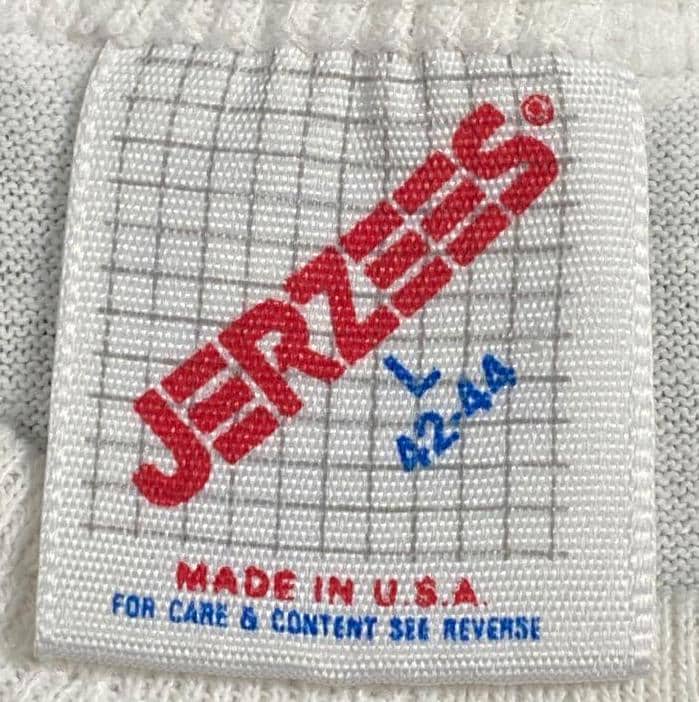 JERZEES®
L
42-44
MADE IN U.S.A.
FOR CARE & CONTENT SEE REVERSE